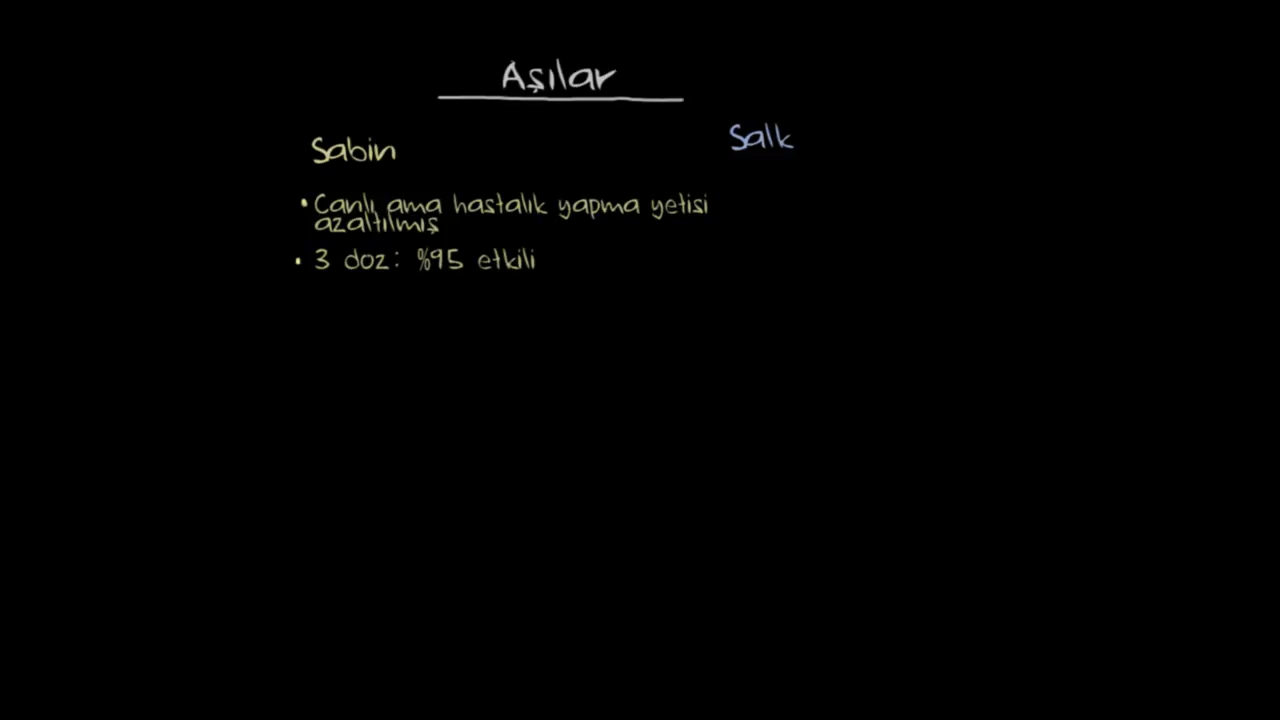 Aşılar
Sabin
Salk
• Canlı ama hastalık yapma yetisi
azaltılmış
• 3 doz: %95 etkili